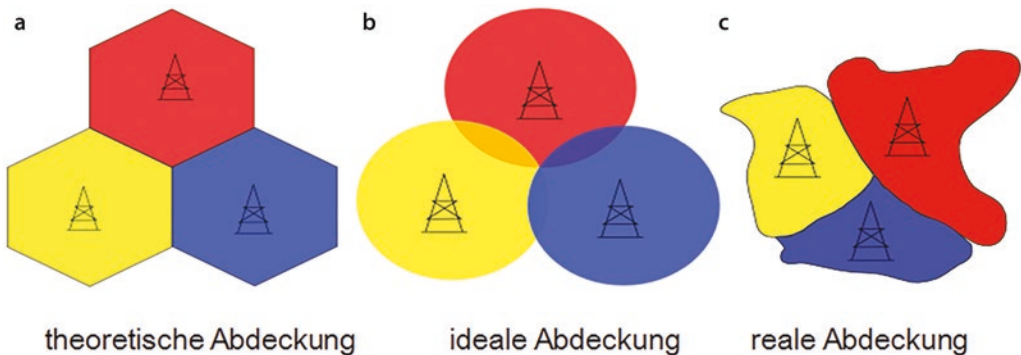 a
b
c
theoretische Abdeckung
ideale Abdeckung
reale Abdeckung